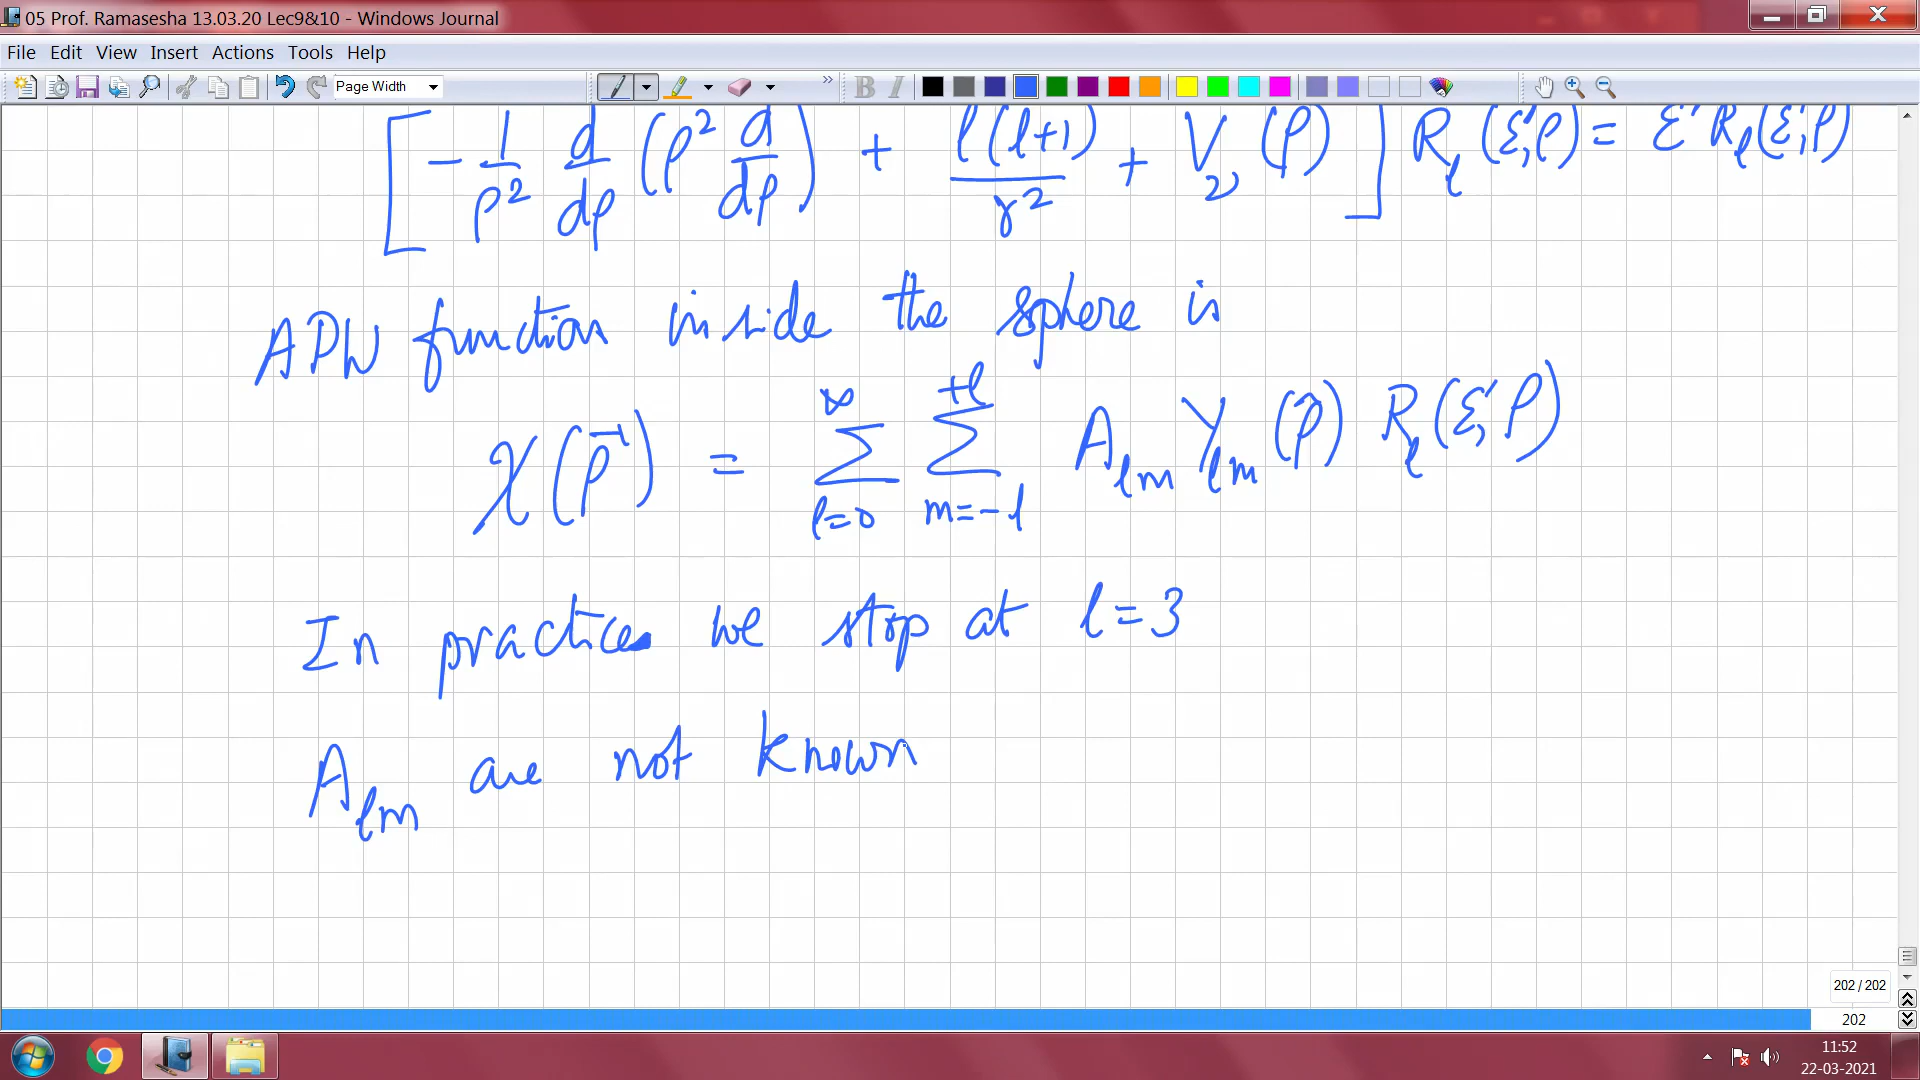 05 Prof. Ramasesha 13.03.20 Lec9&10 - Windows Journal
File Edit View Insert Actions Tools Help
Page Width
[ - 1/ρ² d/dρ (ρ² d/dρ) + l(l+1)/r² + V_ν(ρ) ] R_l(ε',ρ) = ε' R_l(ε',ρ)
APW function inside the sphere is
χ(ρ⃗) = ∑_{l=0}^{∞} ∑_{m=-l}^{+l} A_{lm} Y_{lm}(ρ̂) R_l(ε',ρ)
In practice we stop at l=3
A_{lm} are not known
202 / 202
202
11:52
22-03-2021